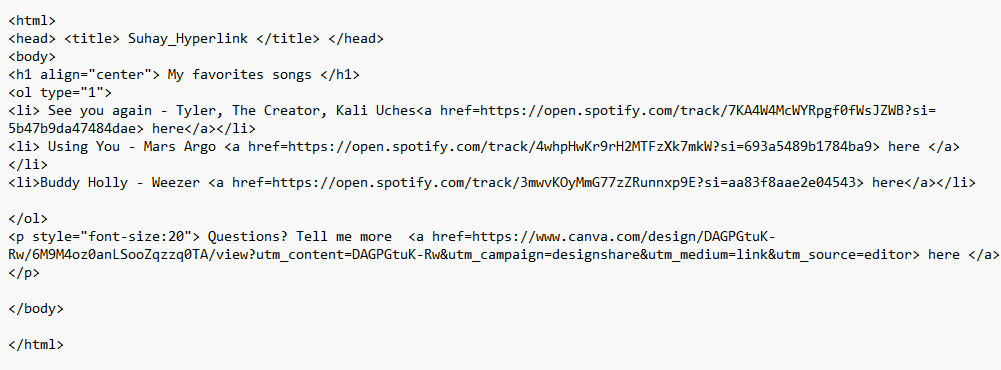 <html>
<head> <title> Suhay_Hyperlink </title> </head>
<body>
<h1 align="center"> My favorites songs </h1>
<ol type="1">
<li> See you again - Tyler, The Creator, Kali Uches<a href=https://open.spotify.com/track/7KA4W4McWYRpgf0fWsJZWB?si=
5b47b9da47484dae> here</a></li>
<li> Using You - Mars Argo <a href=https://open.spotify.com/track/4whpHwKr9rH2MTFzXk7mkW?si=693a5489b1784ba9> here </a>
</li>
<li>Buddy Holly - Weezer <a href=https://open.spotify.com/track/3mwvKOyMmG77zZRunnxp9E?si=aa83f8aae2e04543> here</a></li>
</ol>
<p style="font-size:20"> Questions? Tell me more  <a href=https://www.canva.com/design/DAGPGtuK-
Rw/6M9M4oz0anLSooZqzzq0TA/view?utm_content=DAGPGtuK-Rw&utm_campaign=designshare&utm_medium=link&utm_source=editor> here </a>
</p>
</body>
</html>